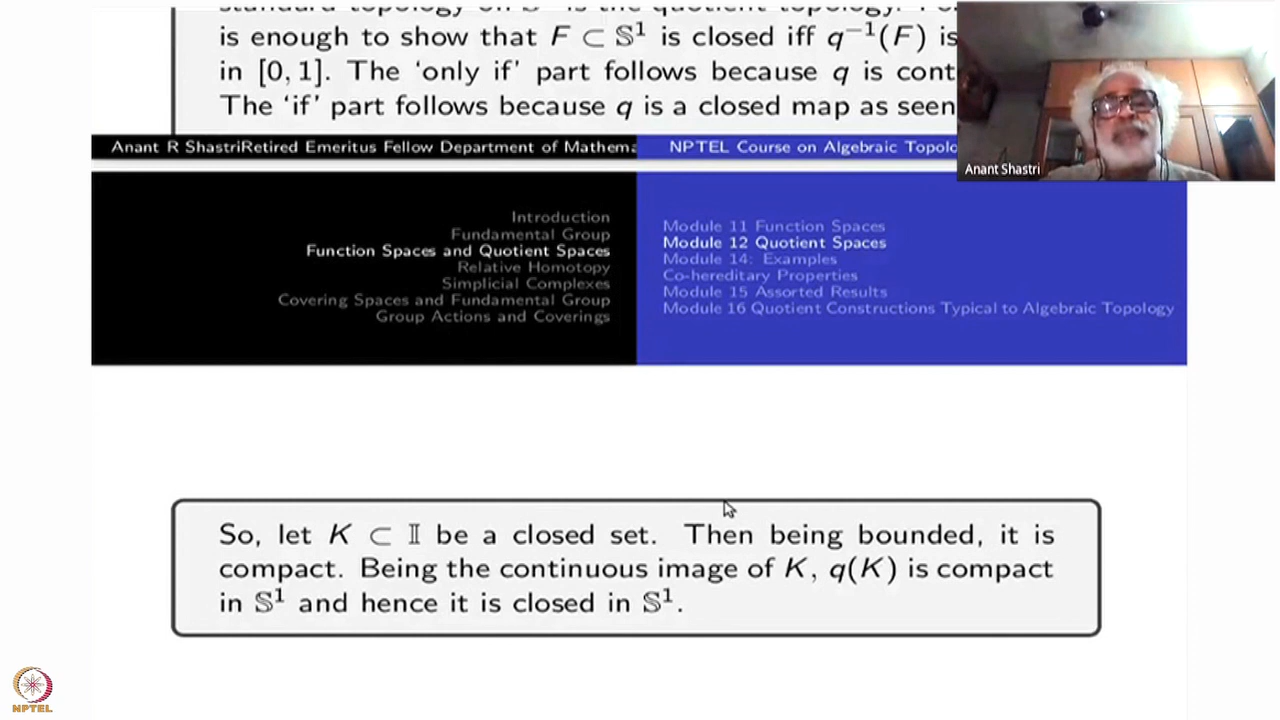 is enough to show that F ⊂ 𝕊¹ is closed iff q⁻¹(F) is
in [0, 1]. The ‘only if’ part follows because q is cont
The ‘if’ part follows because q is a closed map as seen
Anant R ShastriRetired Emeritus Fellow Department of Mathema
NPTEL Course on Algebraic Topolo
Anant Shastri
Introduction
Fundamental Group
Function Spaces and Quotient Spaces
Relative Homotopy
Simplicial Complexes
Covering Spaces and Fundamental Group
Group Actions and Coverings
Module 11 Function Spaces
Module 12 Quotient Spaces
Module 14: Examples
Co-hereditary Properties
Module 15 Assorted Results
Module 16 Quotient Constructions Typical to Algebraic Topology
So, let K ⊂ 𝕀 be a closed set. Then being bounded, it is
compact. Being the continuous image of K, q(K) is compact
in 𝕊¹ and hence it is closed in 𝕊¹.
NPTEL